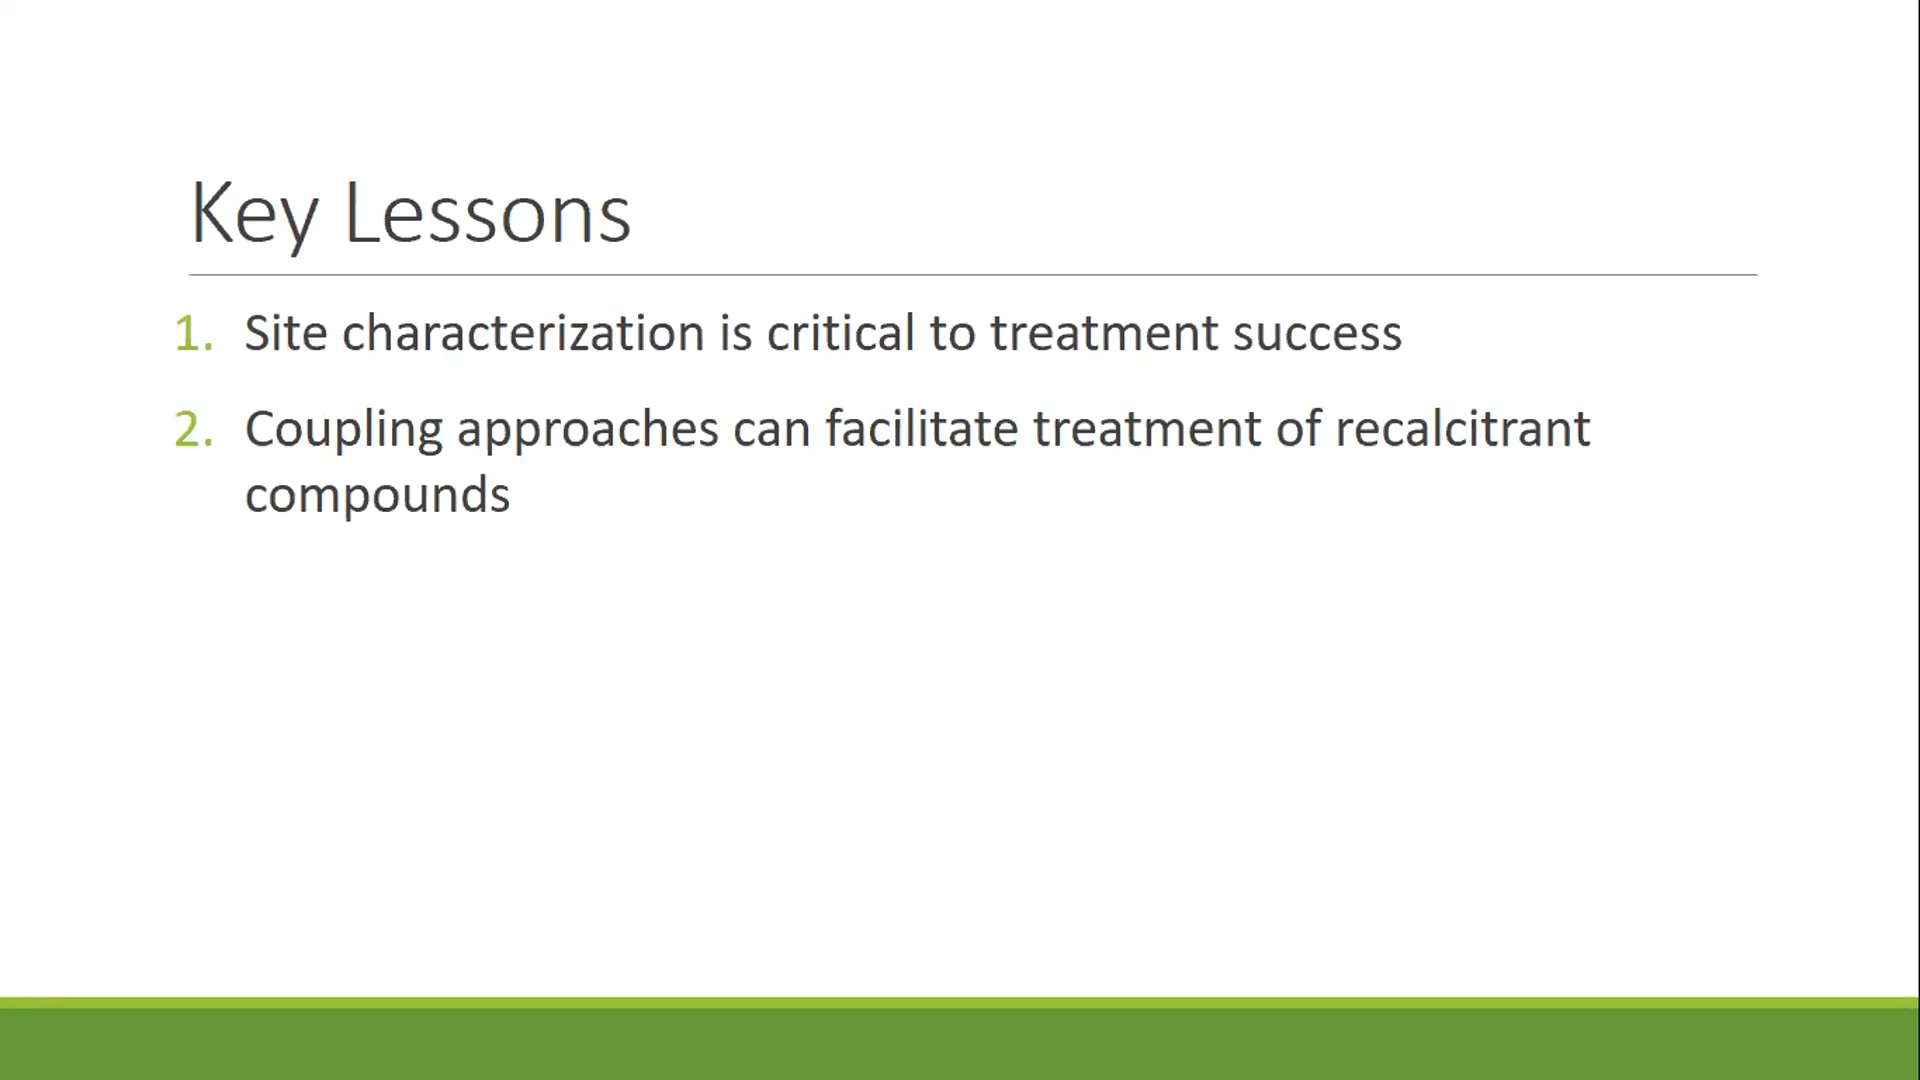 Key Lessons
1. Site characterization is critical to treatment success
2. Coupling approaches can facilitate treatment of recalcitrant
compounds